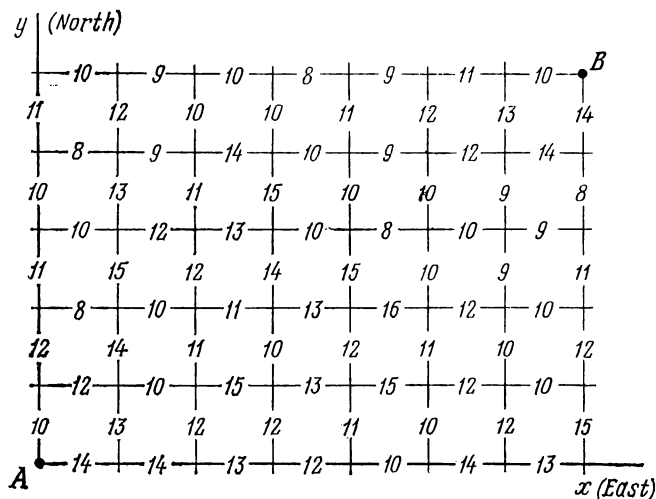 y (North)
10 9 10 8 9 11 10 B
11 12 10 10 11 12 13 14
8 9 14 10 9 12 14
10 13 11 15 10 10 9 8
10 12 13 10 8 10 9
11 15 12 14 15 10 9 11
8 10 11 13 16 12 10
12 14 11 10 12 11 10 12
12 10 15 13 15 12 10
10 13 12 12 11 10 12 15
A 14 14 13 12 10 14 13
x (East)